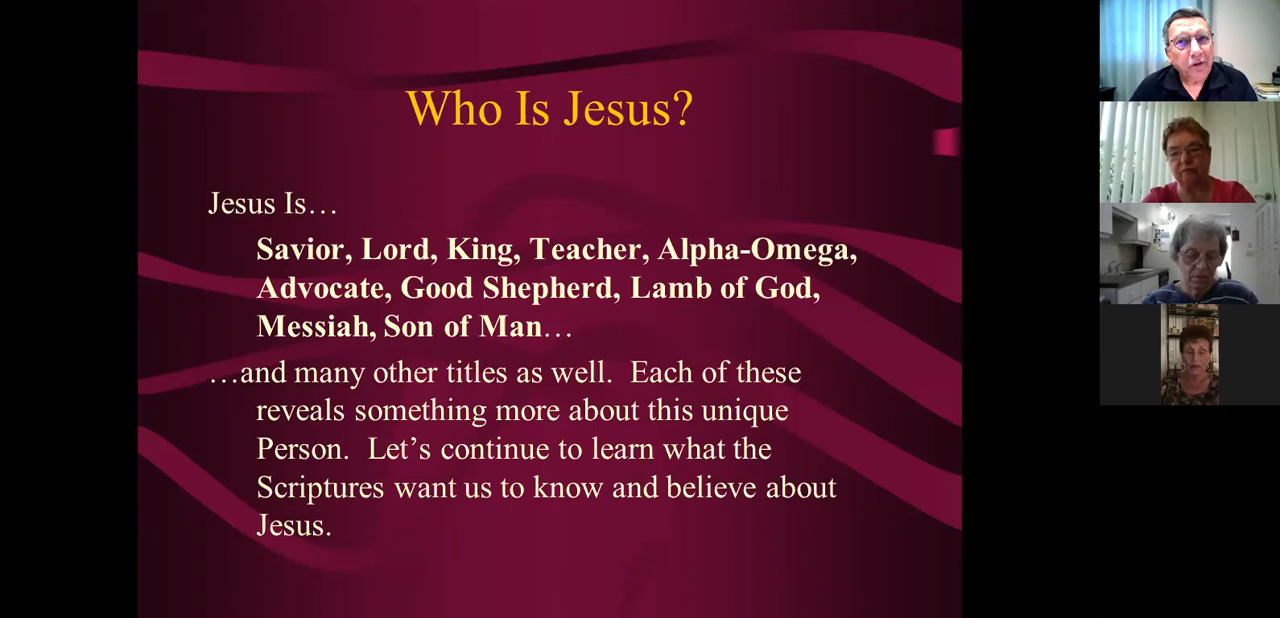 Who Is Jesus?
Jesus Is…
Savior, Lord, King, Teacher, Alpha-Omega,
Advocate, Good Shepherd, Lamb of God,
Messiah, Son of Man…
…and many other titles as well.  Each of these
reveals something more about this unique
Person.  Let’s continue to learn what the
Scriptures want us to know and believe about
Jesus.